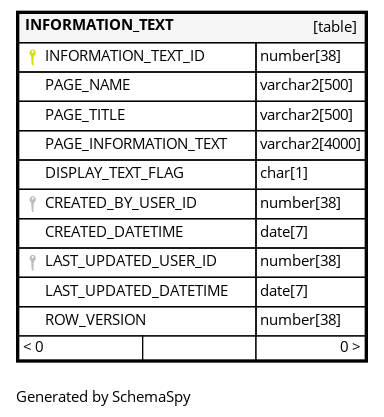 INFORMATION_TEXT [table]
INFORMATION_TEXT_ID number[38]
PAGE_NAME varchar2[500]
PAGE_TITLE varchar2[500]
PAGE_INFORMATION_TEXT varchar2[4000]
DISPLAY_TEXT_FLAG char[1]
CREATED_BY_USER_ID number[38]
CREATED_DATETIME date[7]
LAST_UPDATED_USER_ID number[38]
LAST_UPDATED_DATETIME date[7]
ROW_VERSION number[38]
< 0 0 >
Generated by SchemaSpy